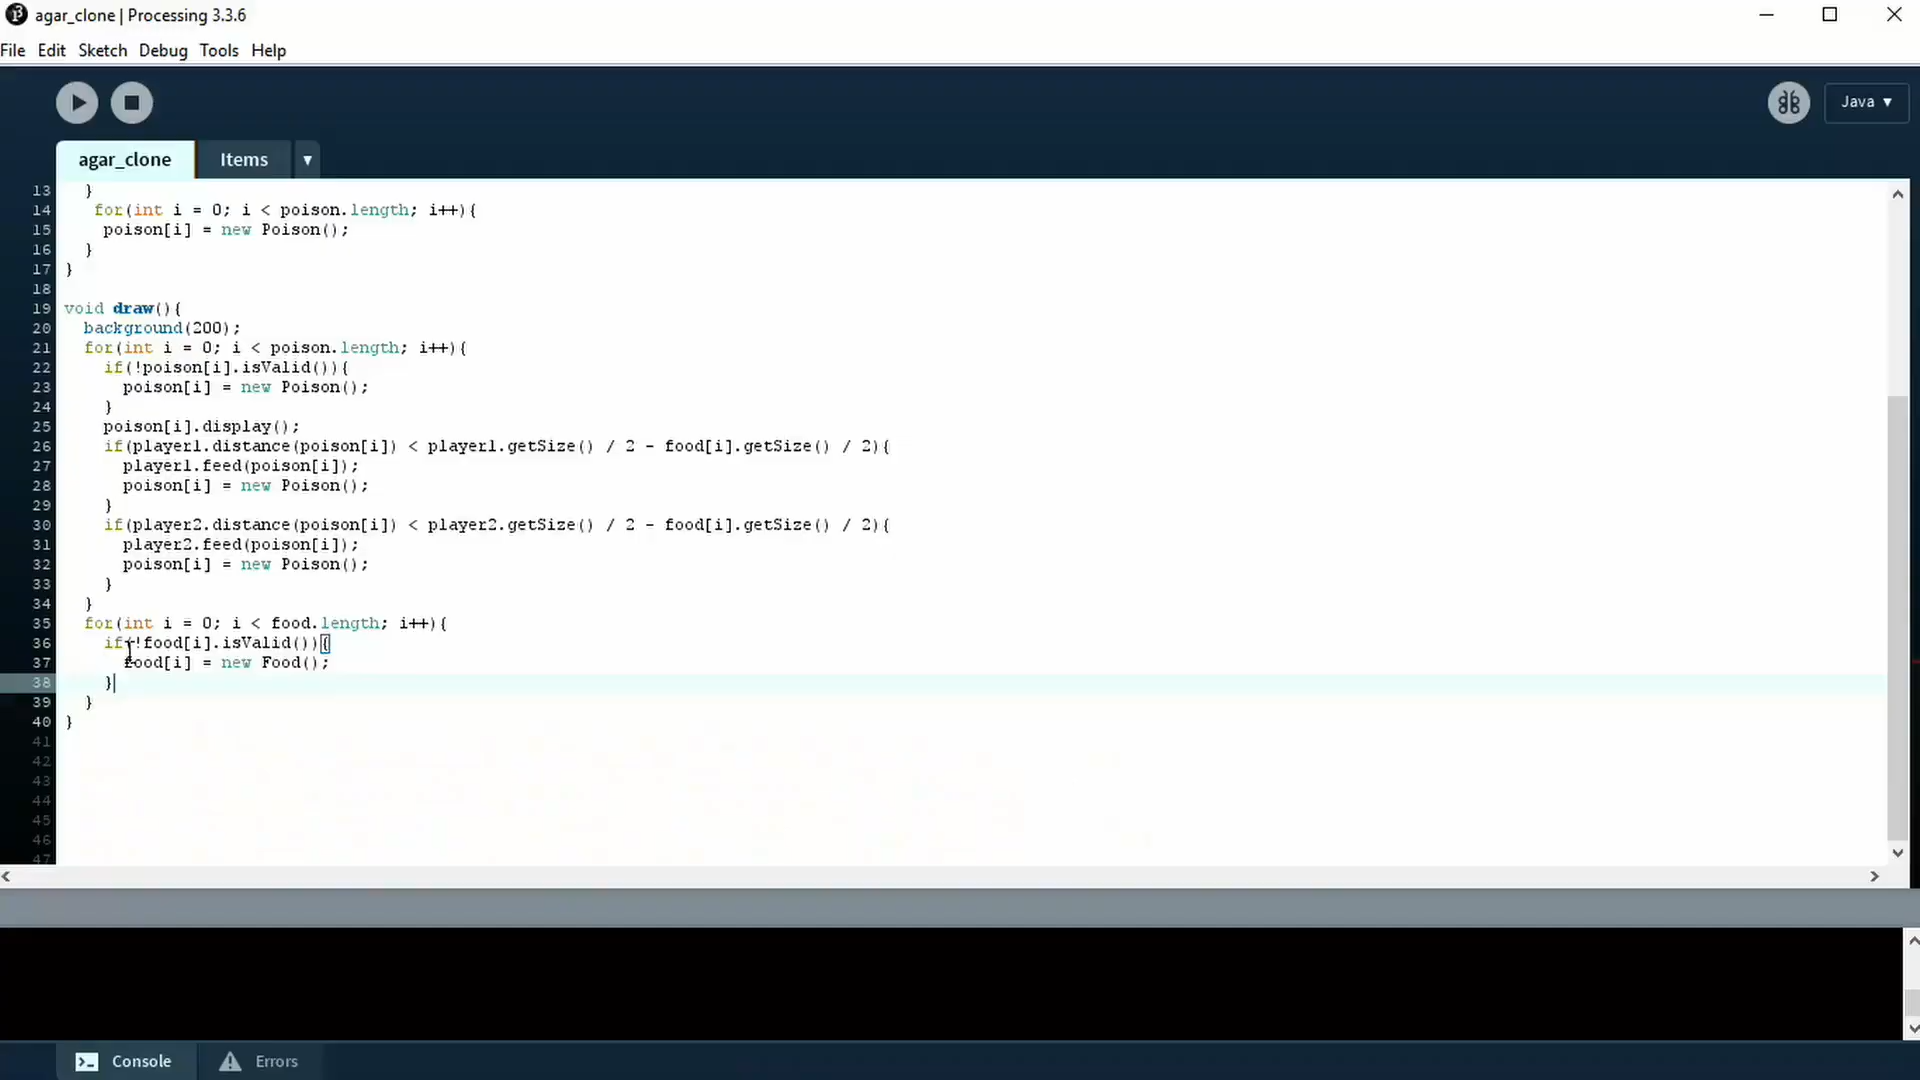 agar_clone | Processing 3.3.6
File Edit Sketch Debug Tools Help
Java ▼
agar_clone Items ▼
13 }
14 for(int i = 0; i < poison.length; i++){
15 poison[i] = new Poison();
16 }
17 }
18
19 void draw(){
20 background(200);
21 for(int i = 0; i < poison.length; i++){
22 if(!poison[i].isValid()){
23 poison[i] = new Poison();
24 }
25 poison[i].display();
26 if(player1.distance(poison[i]) < player1.getSize() / 2 - food[i].getSize() / 2){
27 player1.feed(poison[i]);
28 poison[i] = new Poison();
29 }
30 if(player2.distance(poison[i]) < player2.getSize() / 2 - food[i].getSize() / 2){
31 player2.feed(poison[i]);
32 poison[i] = new Poison();
33 }
34 }
35 for(int i = 0; i < food.length; i++){
36 if(!food[i].isValid()){
37 food[i] = new Food();
38 }
39 }
40 }
41
42
43
44
45
46
47
Console Errors